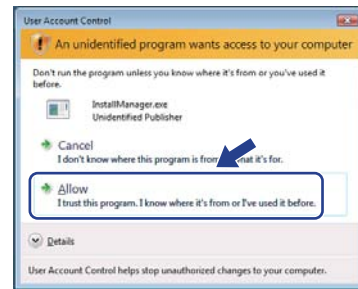 User Account Control
An unidentified program wants access to your computer
Don't run the program unless you know where it's from or you've used it
before.
InstallManager.exe
Unidentified Publisher
Cancel
I don't know where this program is from what it's for.
Allow
I trust this program. I know where it's from or I've used it before.
Details
User Account Control helps stop unauthorized changes to your computer.